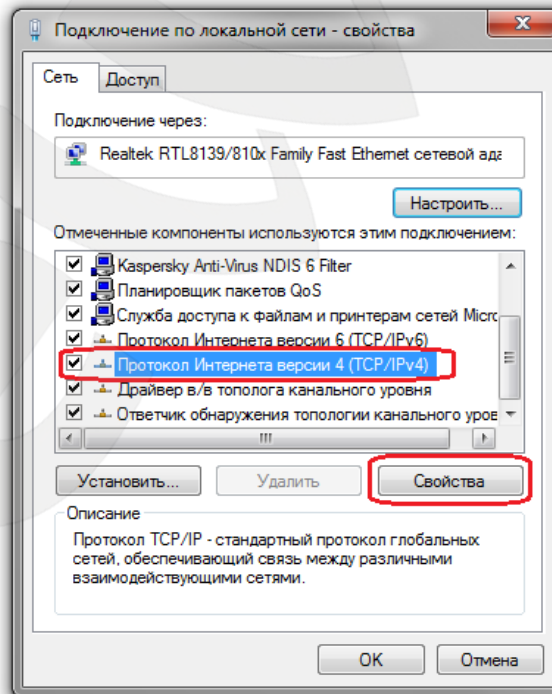 Подключение по локальной сети - свойства
Сеть
Доступ
Подключение через:
Realtek RTL8139/810x Family Fast Ethernet сетевой ада
Настроить...
Отмеченные компоненты используются этим подключением:
Kaspersky Anti-Virus NDIS 6 Filter
Планировщик пакетов QoS
Служба доступа к файлам и принтерам сетей Micro
Протокол Интернета версии 6 (TCP/IPv6)
Протокол Интернета версии 4 (TCP/IPv4)
Драйвер в/в тополога канального уровня
Ответчик обнаружения топологии канального уров
Установить...
Удалить
Свойства
Описание
Протокол TCP/IP - стандартный протокол глобальных
сетей, обеспечивающий связь между различными
взаимодействующими сетями.
OK
Отмена